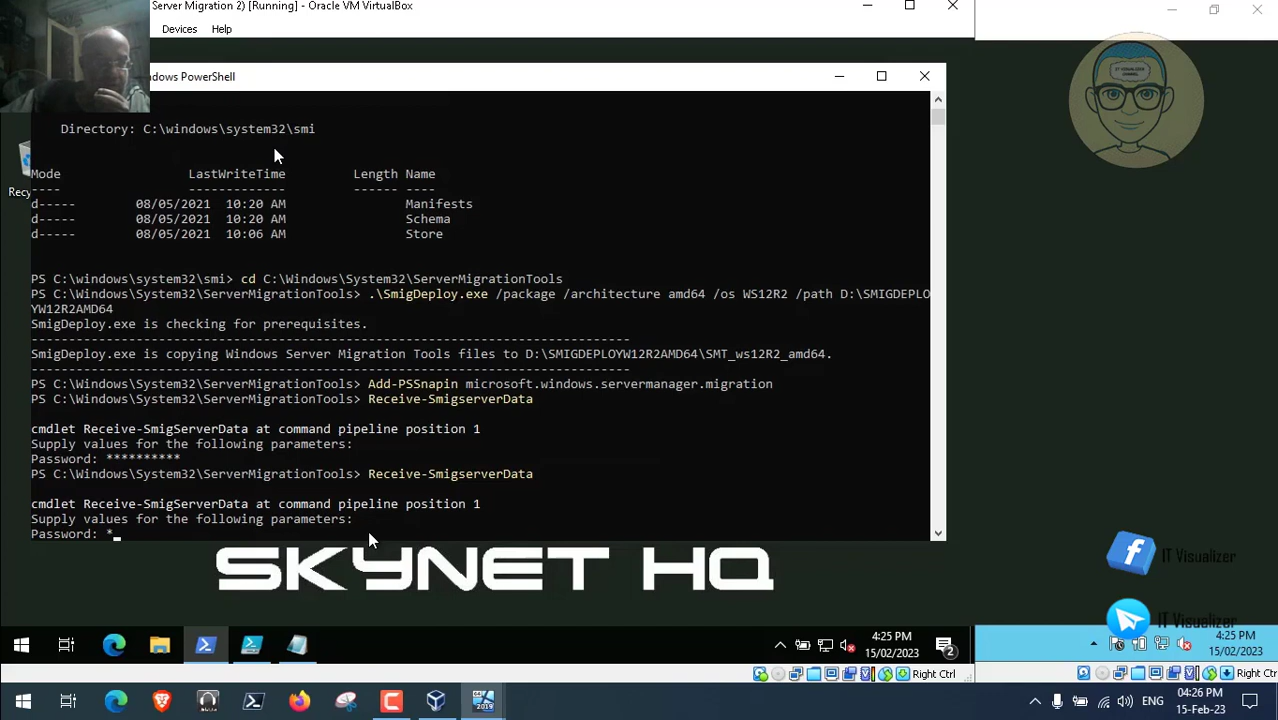 Server Migration 2) [Running] - Oracle VM VirtualBox
Devices Help
indows PowerShell
Directory: C:\windows\system32\smi
Mode LastWriteTime Length Name
---- ------------- ------ ----
d----- 08/05/2021 10:20 AM Manifests
d----- 08/05/2021 10:20 AM Schema
d----- 08/05/2021 10:06 AM Store
PS C:\windows\system32\smi> cd C:\Windows\System32\ServerMigrationTools
PS C:\Windows\System32\ServerMigrationTools> .\SmigDeploy.exe /package /architecture amd64 /os WS12R2 /path D:\SMIGDEPLO
YW12R2AMD64
SmigDeploy.exe is checking for prerequisites.
--------------------------------------------------------------------------------
SmigDeploy.exe is copying Windows Server Migration Tools files to D:\SMIGDEPLOYW12R2AMD64\SMT_ws12R2_amd64.
--------------------------------------------------------------------------------
PS C:\Windows\System32\ServerMigrationTools> Add-PSSnapin microsoft.windows.servermanager.migration
PS C:\Windows\System32\ServerMigrationTools> Receive-SmigserverData
cmdlet Receive-SmigServerData at command pipeline position 1
Supply values for the following parameters:
Password: **********
PS C:\Windows\System32\ServerMigrationTools> Receive-SmigserverData
cmdlet Receive-SmigServerData at command pipeline position 1
Supply values for the following parameters:
Password: *
Recy
SKYNET HQ
IT VISUALIZER
CHANNEL
IT Visualizer
IT Visualizer
4:25 PM
15/02/2023
2
Right Ctrl
4:25 PM
15/02/2023
Right Ctrl
2019
ENG
04:26 PM
15-Feb-23